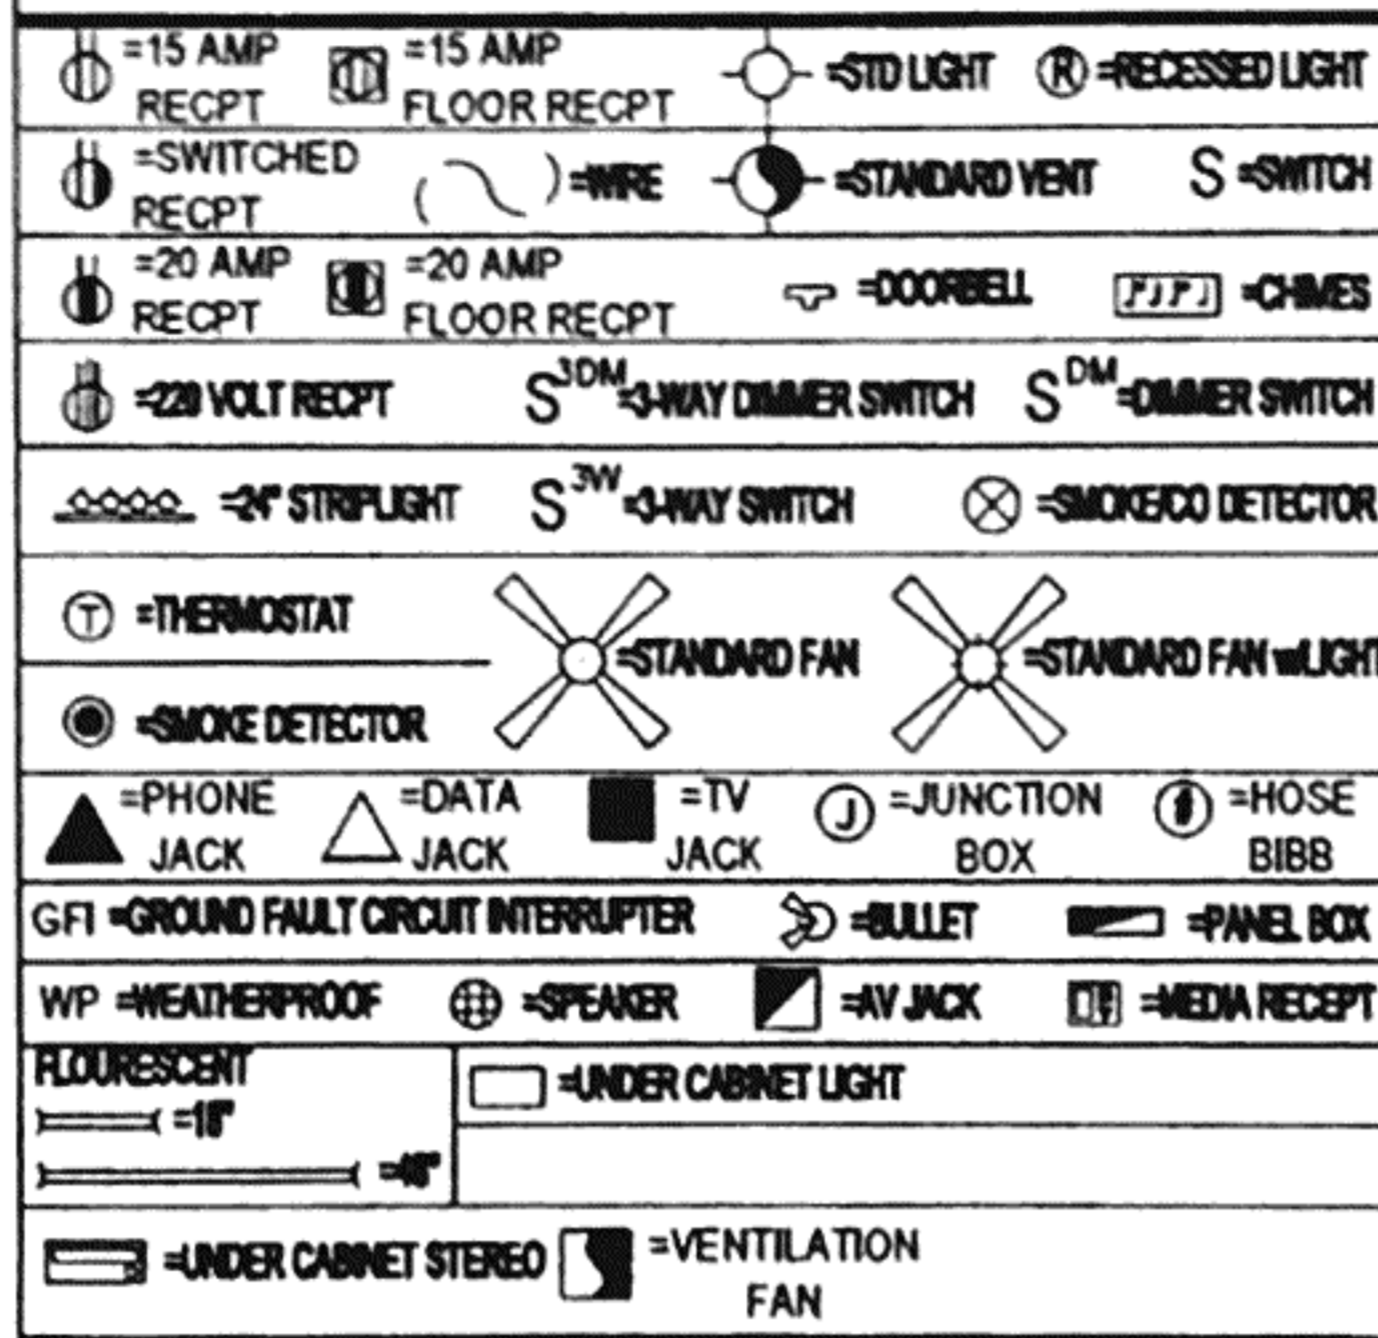 =15 AMP RECPT
=15 AMP FLOOR RECPT
=STD LIGHT
R =RECESSED LIGHT
=SWITCHED RECPT
=WIRE
=STANDARD VENT
S =SWITCH
=20 AMP RECPT
=20 AMP FLOOR RECPT
=DOORBELL
=CHIMES
=220 VOLT RECPT
S 3DM =3-WAY DIMMER SWITCH
S DM =DIMMER SWITCH
=24" STRIPLIGHT
S 3W =3-WAY SWITCH
=SMOKE/CO DETECTOR
T =THERMOSTAT
=STANDARD FAN
=STANDARD FAN w/LIGHT
=SMOKE DETECTOR
=PHONE JACK
=DATA JACK
=TV JACK
J =JUNCTION BOX
=HOSE BIBB
GFI =GROUND FAULT CIRCUIT INTERRUPTER
=BULLET
=PANEL BOX
WP =WEATHERPROOF
=SPEAKER
=AV JACK
=MEDIA RECEPT
FLOURESCENT
=18"
=48"
=UNDER CABINET LIGHT
=UNDER CABINET STEREO
=VENTILATION FAN